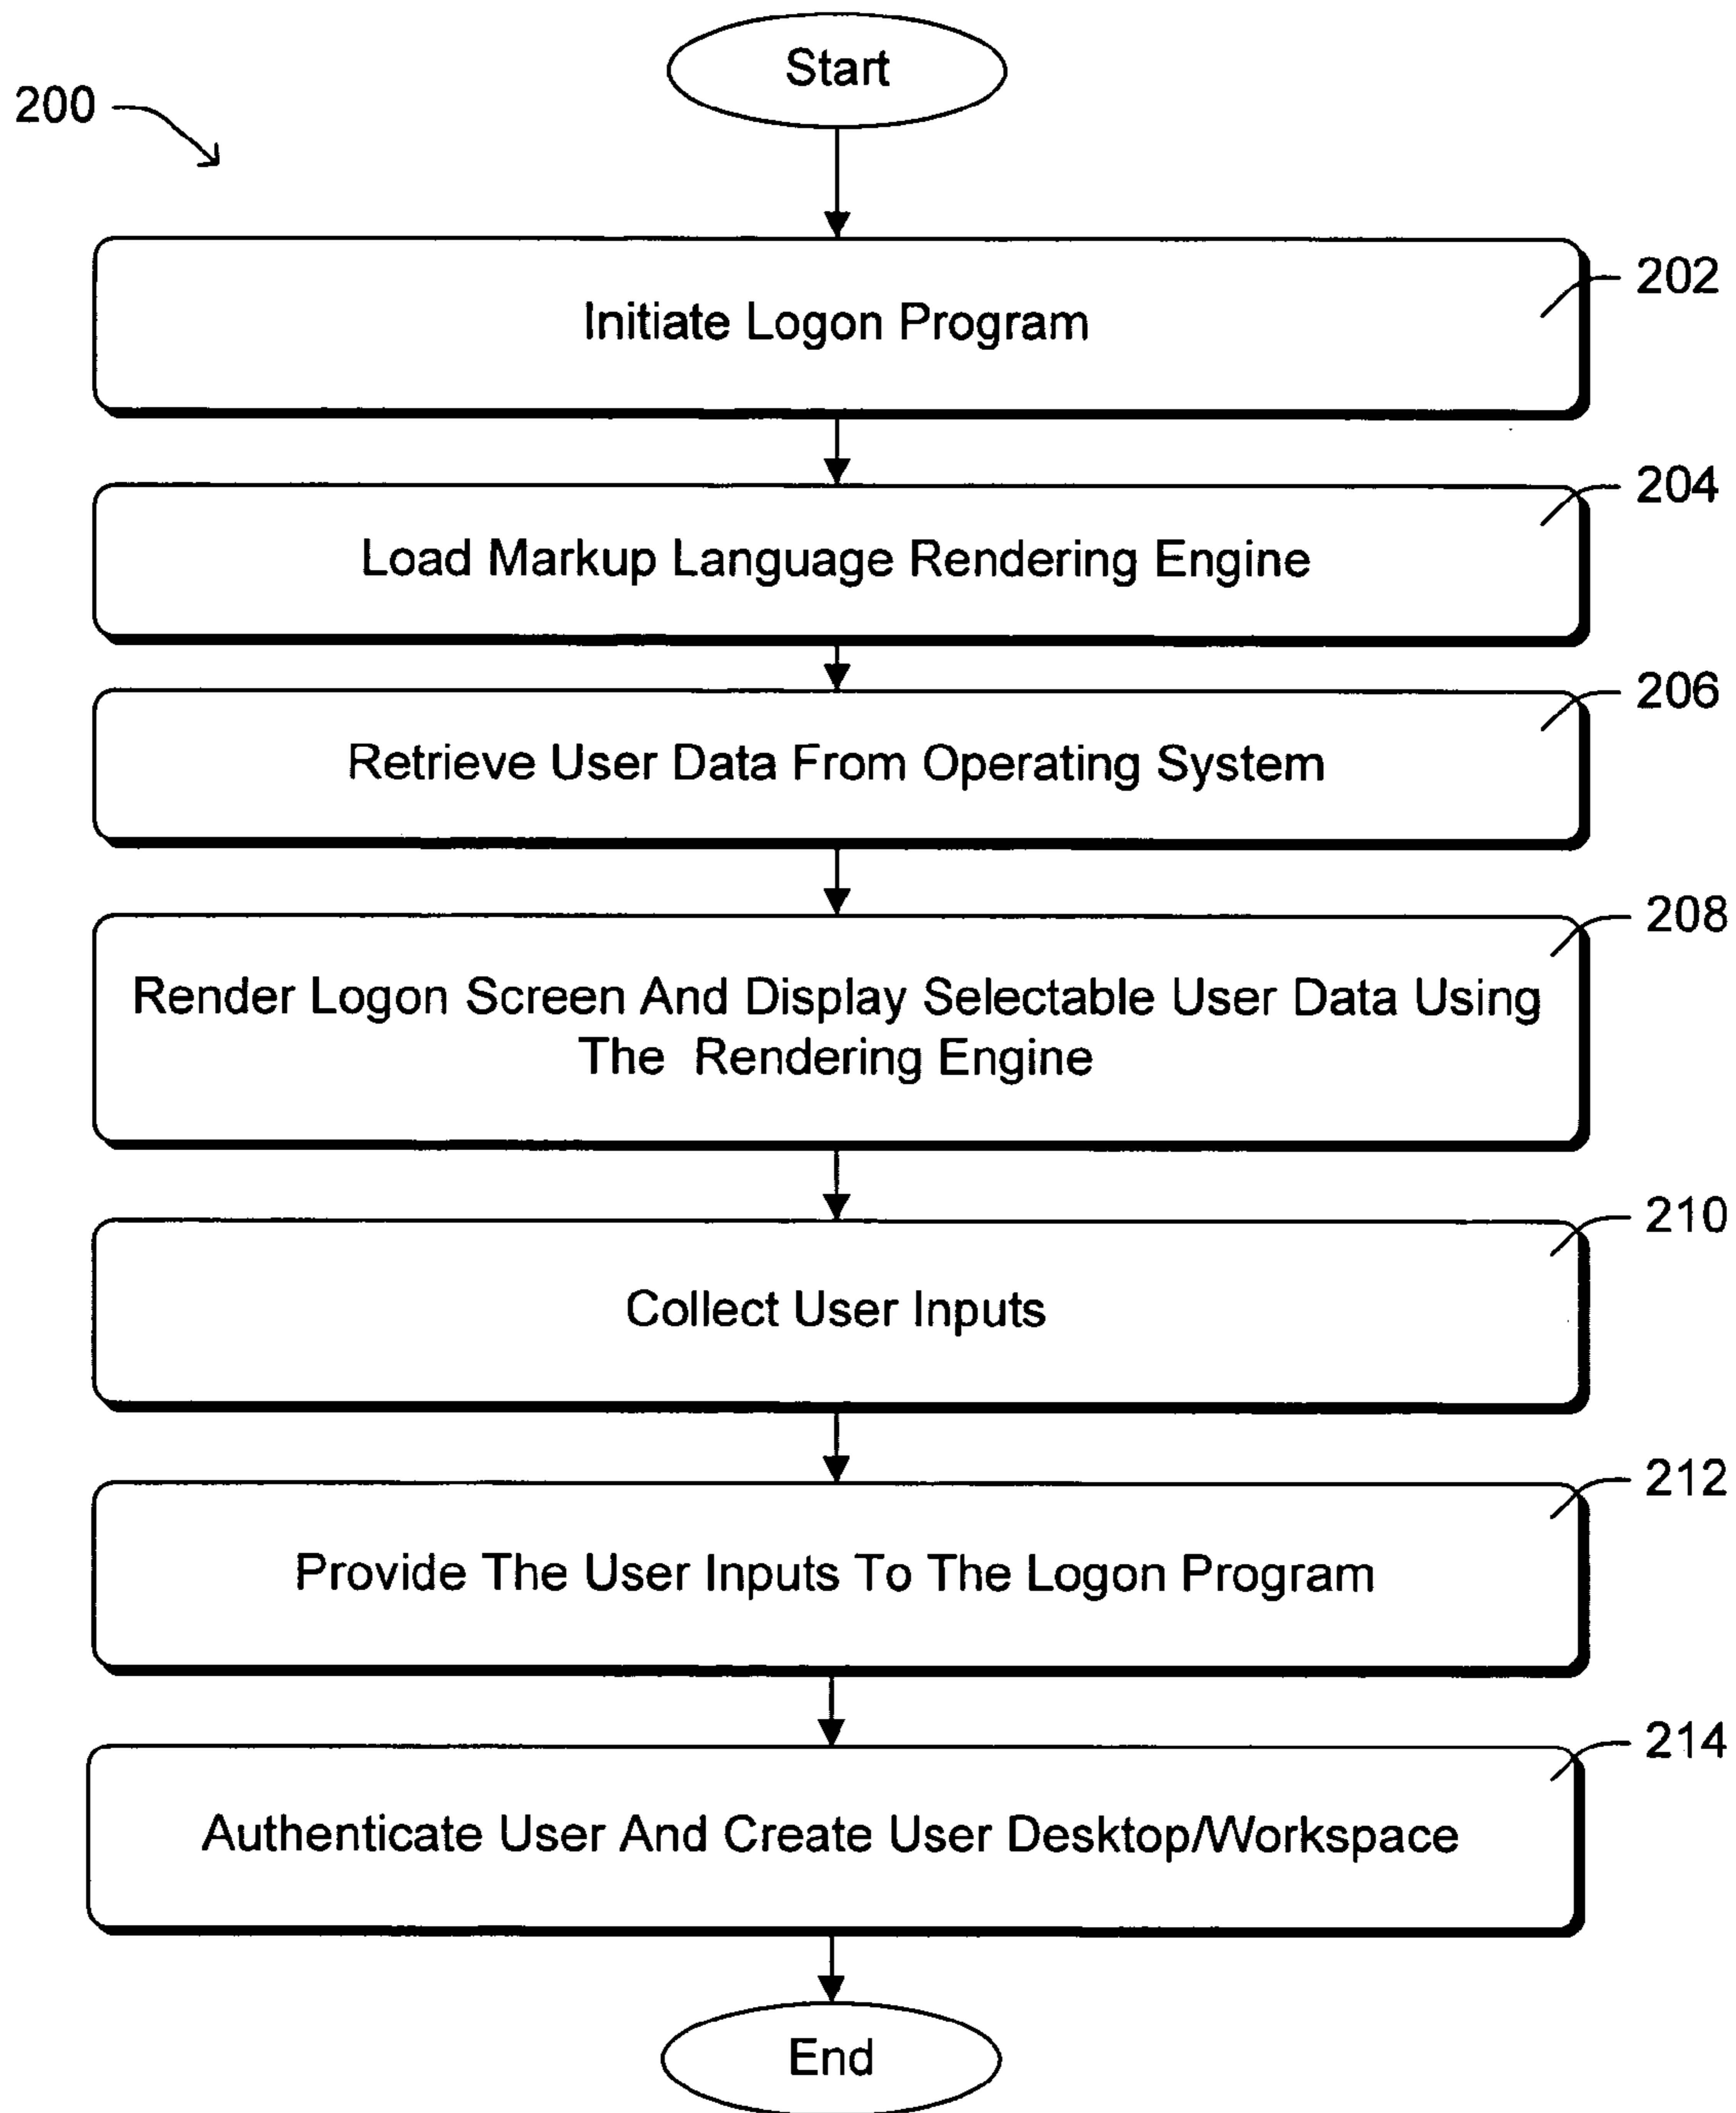 Start
200
Initiate Logon Program
202
Load Markup Language Rendering Engine
204
Retrieve User Data From Operating System
206
Render Logon Screen And Display Selectable User Data Using
The Rendering Engine
208
Collect User Inputs
210
Provide The User Inputs To The Logon Program
212
Authenticate User And Create User Desktop/Workspace
214
End